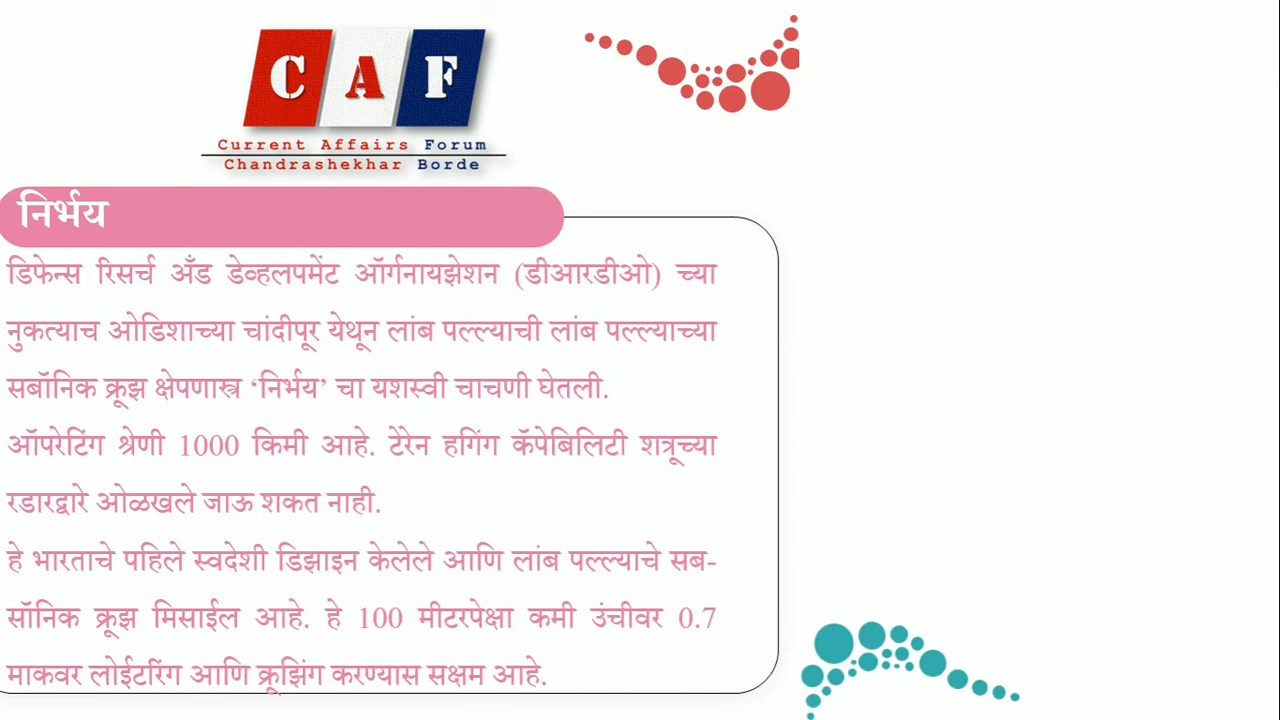 C A F
Current Affairs Forum
Chandrashekhar Borde
निर्भय
डिफेन्स रिसर्च अँड डेव्हलपमेंट ऑर्गनायझेशन (डीआरडीओ) च्या
नुकत्याच ओडिशाच्या चांदीपूर येथून लांब पल्ल्याची लांब पल्ल्याच्या
सबॉनिक क्रूझ क्षेपणास्त्र ‘निर्भय’ चा यशस्वी चाचणी घेतली.
ऑपरेटिंग श्रेणी 1000 किमी आहे. टेरेन हगिंग कॅपेबिलिटी शत्रूच्या
रडारद्वारे ओळखले जाऊ शकत नाही.
हे भारताचे पहिले स्वदेशी डिझाइन केलेले आणि लांब पल्ल्याचे सब-
सॉनिक क्रूझ मिसाईल आहे. हे 100 मीटरपेक्षा कमी उंचीवर 0.7
माकवर लोईटरिंग आणि क्रूझिंग करण्यास सक्षम आहे.